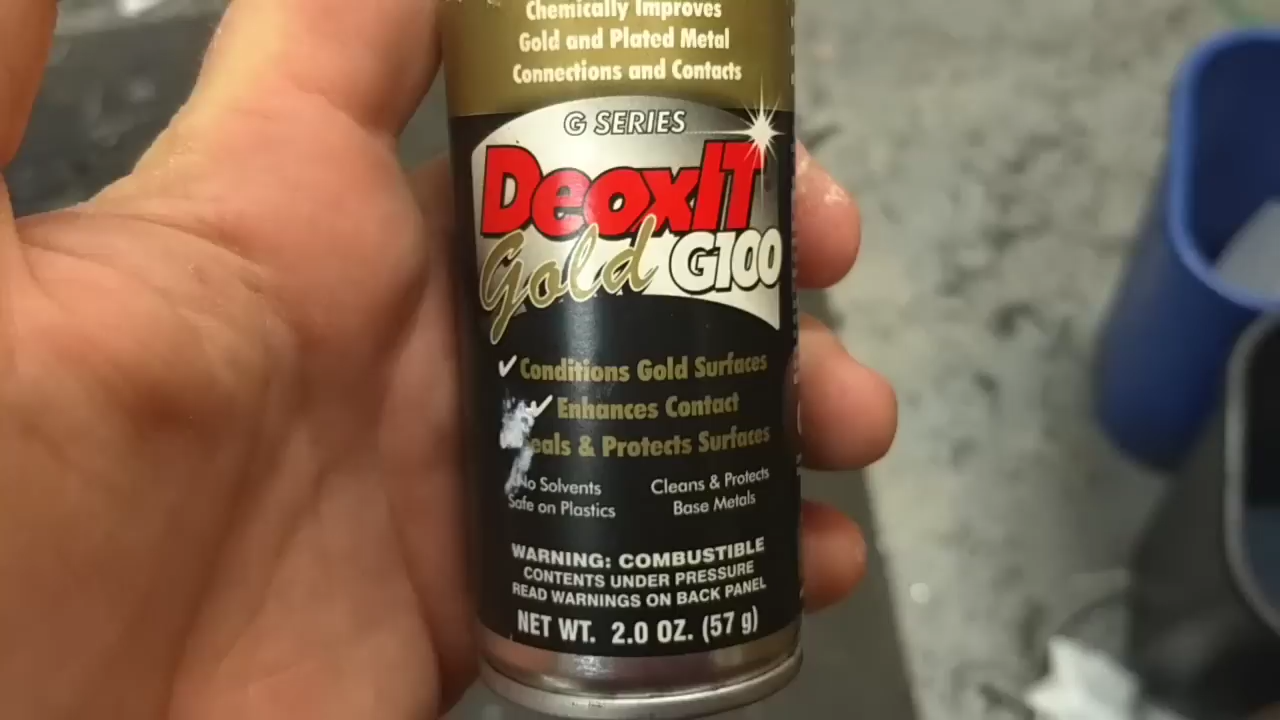 Chemically Improves
Gold and Plated Metal
Connections and Contacts
G SERIES
DeoxIT
Gold G100
Conditions Gold Surfaces
Enhances Contact
eals & Protects Surfaces
No Solvents
Cleans & Protects
Safe on Plastics
Base Metals
WARNING: COMBUSTIBLE
CONTENTS UNDER PRESSURE
READ WARNINGS ON BACK PANEL
NET WT. 2.0 OZ. (57 g)